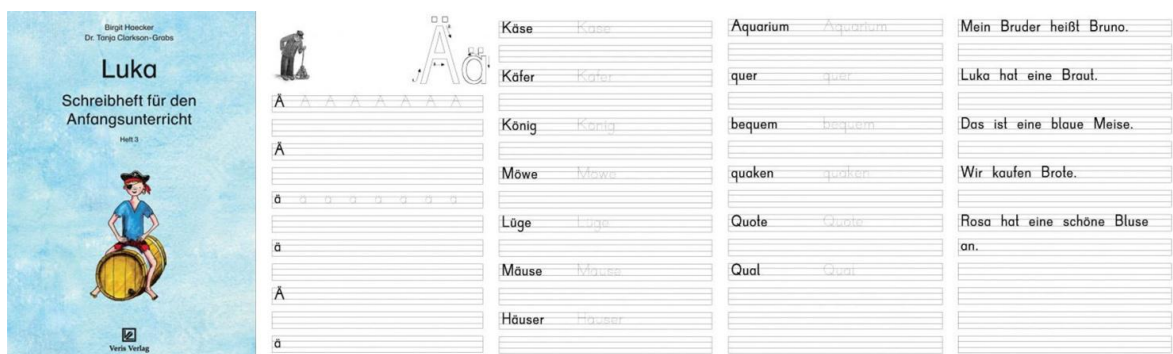 Birgit Haecker
Dr. Tanja Clarkson-Grabs
Luka
Schreibheft für den
Anfangsunterricht
Heft 3
Veris Verlag
Ää
Ä Ä Ä Ä Ä Ä Ä Ä
Ä
ä ä ä ä ä ä ä ä
ä
Ä
ä
Käse Käse
Käfer Käfer
König König
Möwe Möwe
Lüge Lüge
Mäuse Mäuse
Häuser Häuser
Aquarium Aquarium
quer quer
bequem bequem
quaken quaken
Quote Quote
Qual Qual
Mein Bruder heißt Bruno.
Luka hat eine Braut.
Das ist eine blaue Meise.
Wir kaufen Brote.
Rosa hat eine schöne Bluse
an.